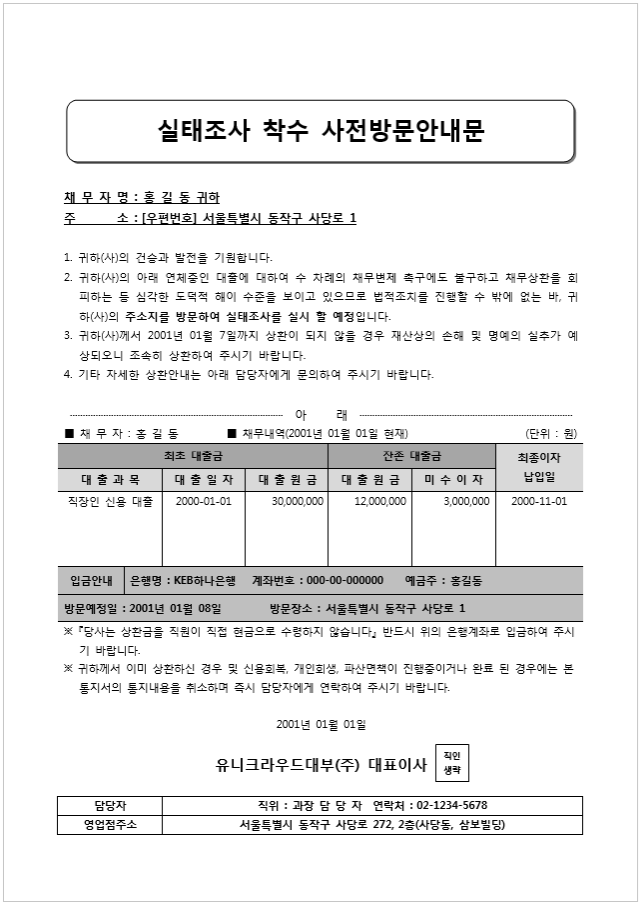 실태조사 착수 사전방문안내문
채 무 자 명 : 홍 길 동 귀하
주 소 : [우편번호] 서울특별시 동작구 사당로 1
1. 귀하(사)의 건승과 발전을 기원합니다.
2. 귀하(사)의 아래 연체중인 대출에 대하여 수 차례의 채무변제 촉구에도 불구하고 채무상환을 회
피하는 등 심각한 도덕적 해이 수준을 보이고 있으므로 법적조치를 진행할 수 밖에 없는 바, 귀
하(사)의 주소지를 방문하여 실태조사를 실시 할 예정입니다.
3. 귀하(사)께서 2001년 01월 7일까지 상환이 되지 않을 경우 재산상의 손해 및 명예의 실추가 예
상되오니 조속히 상환하여 주시기 바랍니다.
4. 기타 자세한 상환안내는 아래 담당자에게 문의하여 주시기 바랍니다.
아 래
■ 채 무 자 : 홍 길 동 ■ 채무내역(2001년 01월 01일 현재) (단위 : 원)
최초 대출금 잔존 대출금 최종이자
납입일
대 출 과 목 대 출 일 자 대 출 원 금 대 출 원 금 미 수 이 자
직장인 신용 대출 2000-01-01 30,000,000 12,000,000 3,000,000 2000-11-01
입금안내 은행명 : KEB하나은행 계좌번호 : 000-00-000000 예금주 : 홍길동
방문예정일 : 2001년 01월 08일 방문장소 : 서울특별시 동작구 사당로 1
※ 『당사는 상환금을 직원이 직접 현금으로 수령하지 않습니다』 반드시 위의 은행계좌로 입금하여 주시
기 바랍니다.
※ 귀하께서 이미 상환하신 경우 및 신용회복, 개인회생, 파산면책이 진행중이거나 완료 된 경우에는 본
통지서의 통지내용을 취소하며 즉시 담당자에게 연락하여 주시기 바랍니다.
2001년 01월 01일
유니크라우드대부(주) 대표이사
직인
생략
담당자 직위 : 과장 담 당 자 연락처 : 02-1234-5678
영업점주소 서울특별시 동작구 사당로 272, 2층(사당동, 삼보빌딩)